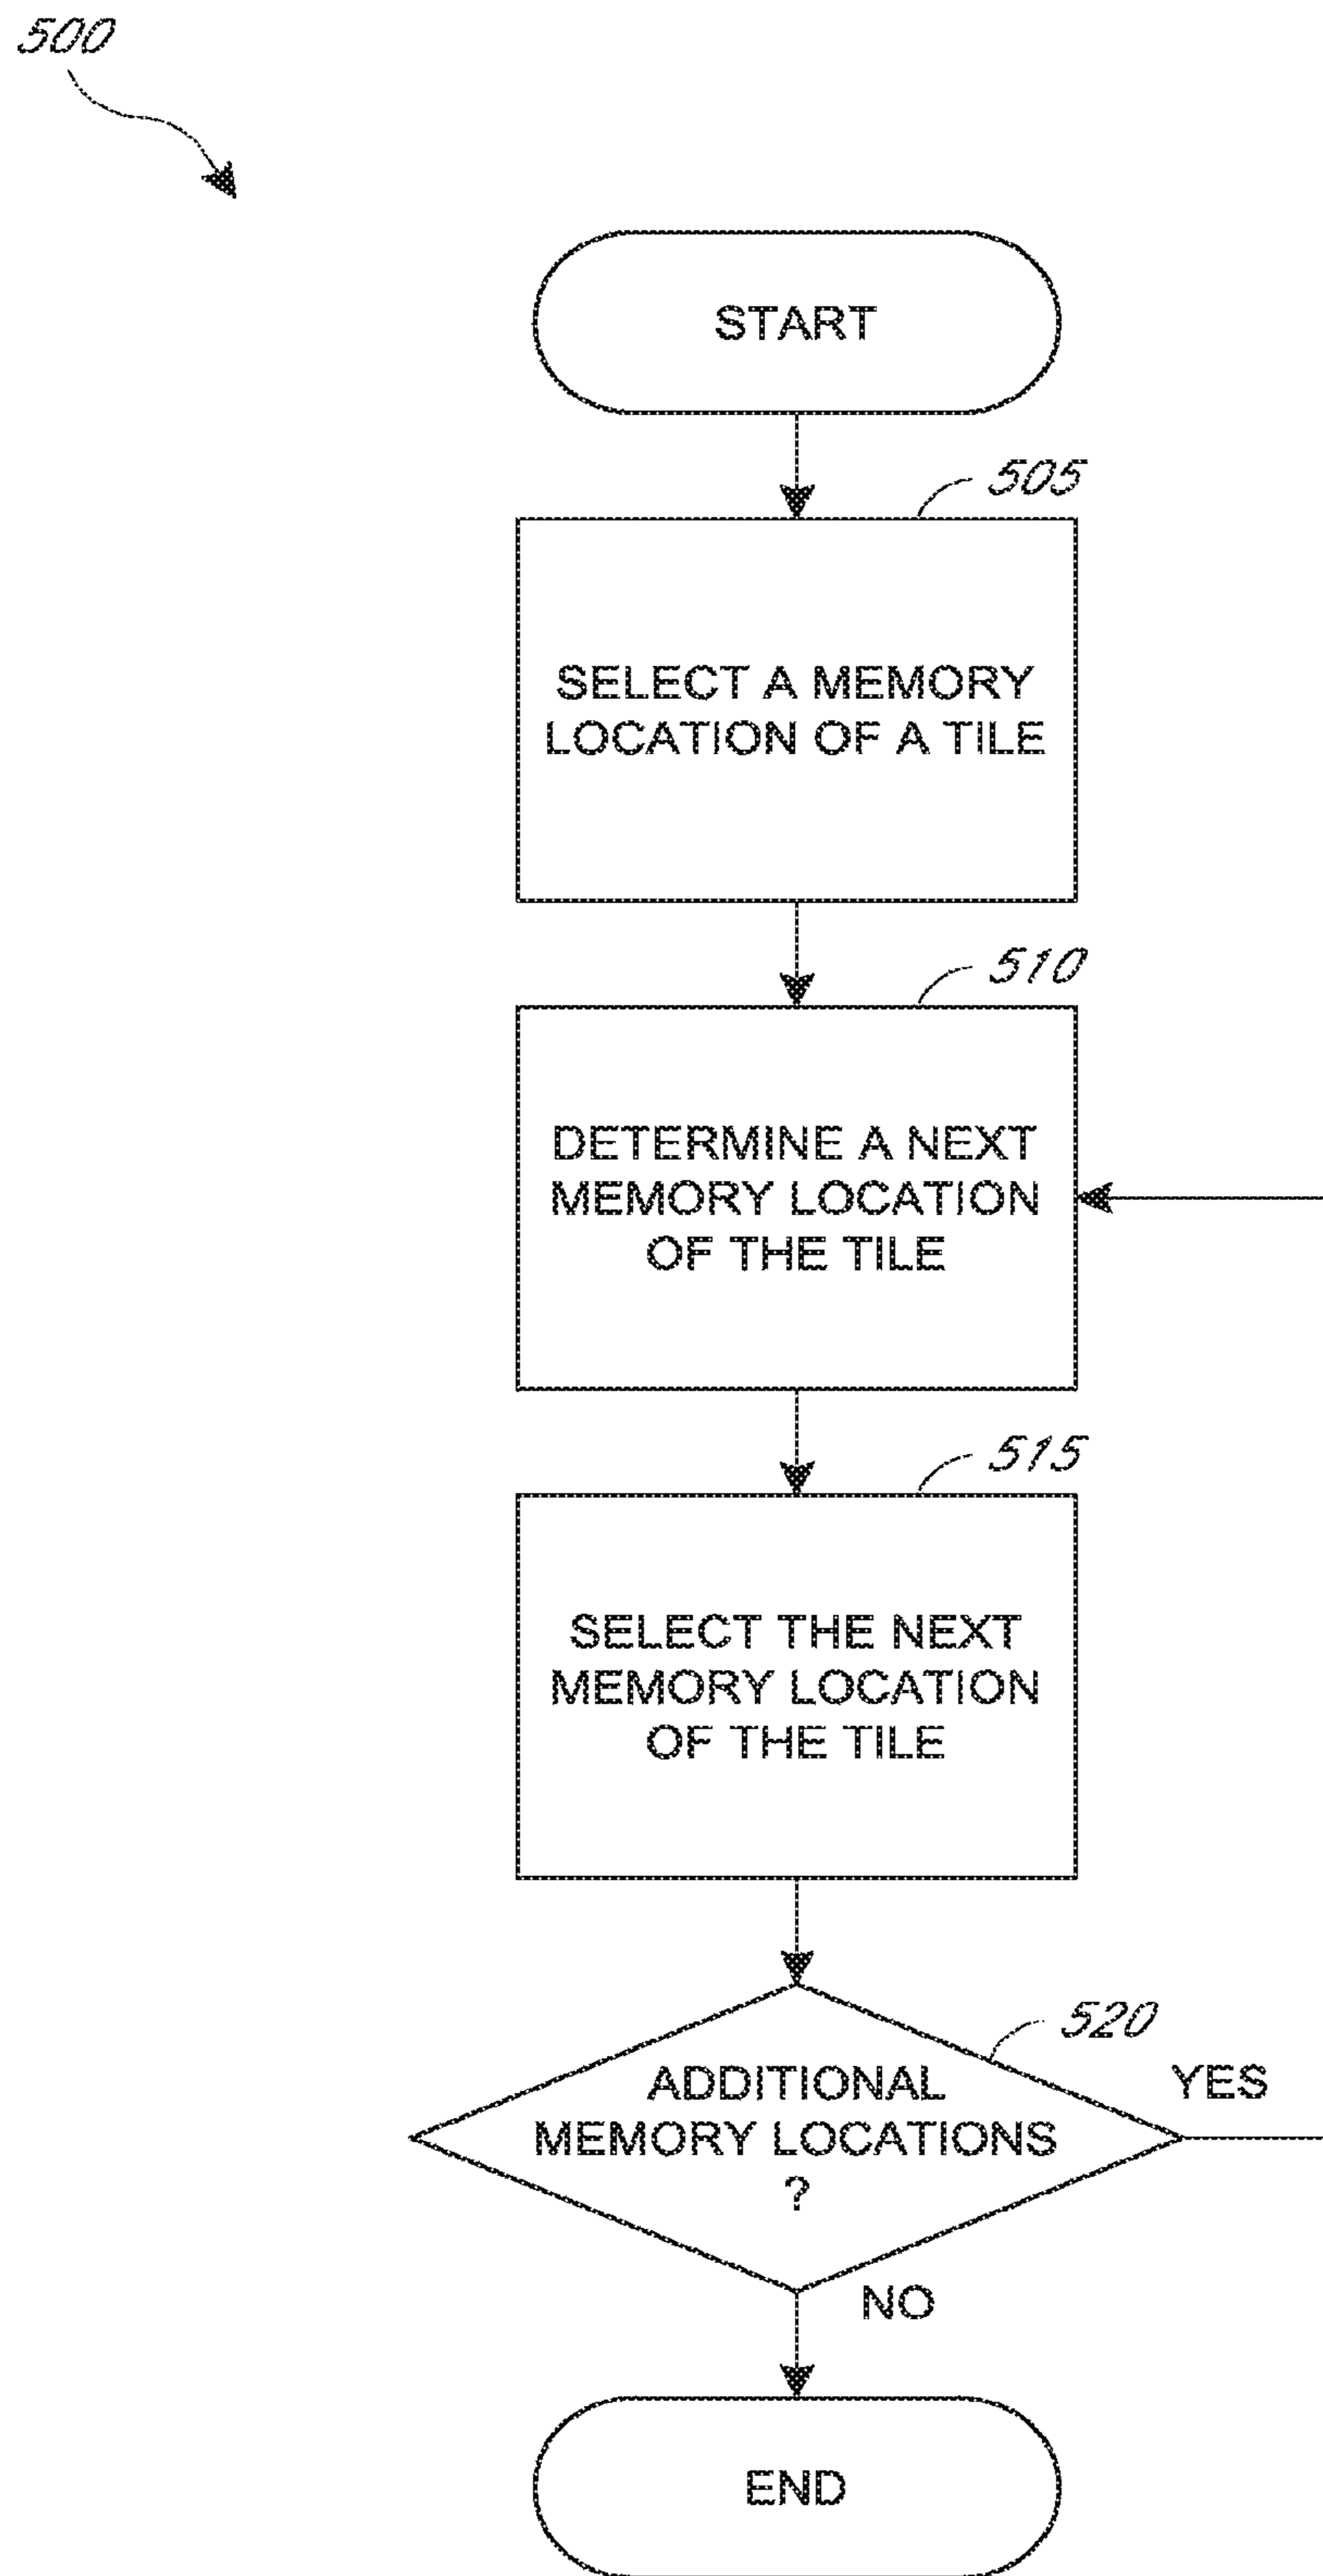 500
START
505
SELECT A MEMORY
LOCATION OF A TILE
510
DETERMINE A NEXT
MEMORY LOCATION
OF THE TILE
515
SELECT THE NEXT
MEMORY LOCATION
OF THE TILE
520
ADDITIONAL
MEMORY LOCATIONS
?
YES
NO
END